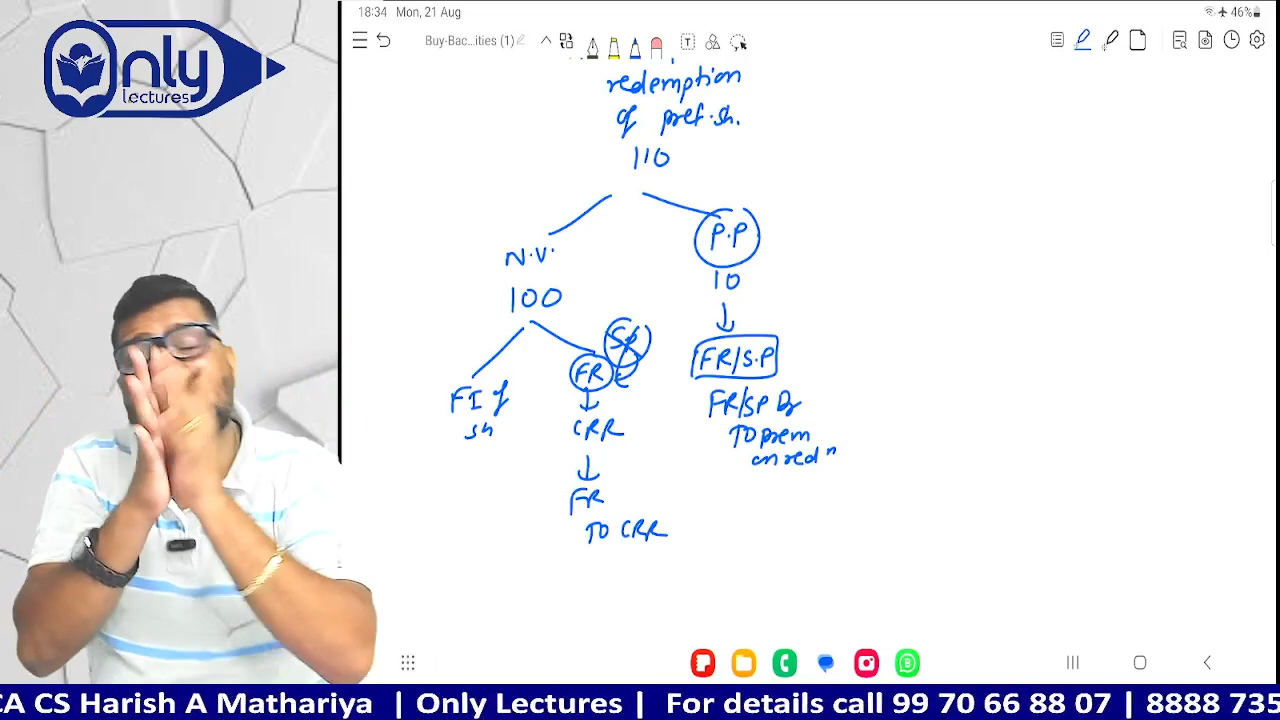 Only
lectures
18:34 Mon, 21 Aug
46%
Buy-Bac...ities (1)
redemption
of pref.sh.
110
N.V.
P.P
100
10
SP
FR
FR/S.P
FI of
sh
CRR
FR/SP Dr
TO prem
on red n
FR
TO CRR
CA CS Harish A Mathariya | Only Lectures | For details call 99 70 66 88 07 | 8888 735